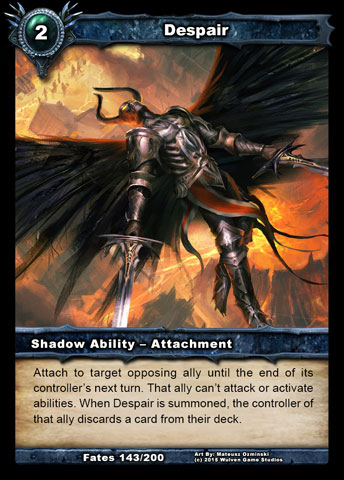 2
Despair
Shadow Ability – Attachment
Attach to target opposing ally until the end of its
controller's next turn. That ally can't attack or activate
abilities. When Despair is summoned, the controller of
that ally discards a card from their deck.
Fates 143/200
Art By: Mateusz Ozminski
(c) 2015 Wulven Game Studios